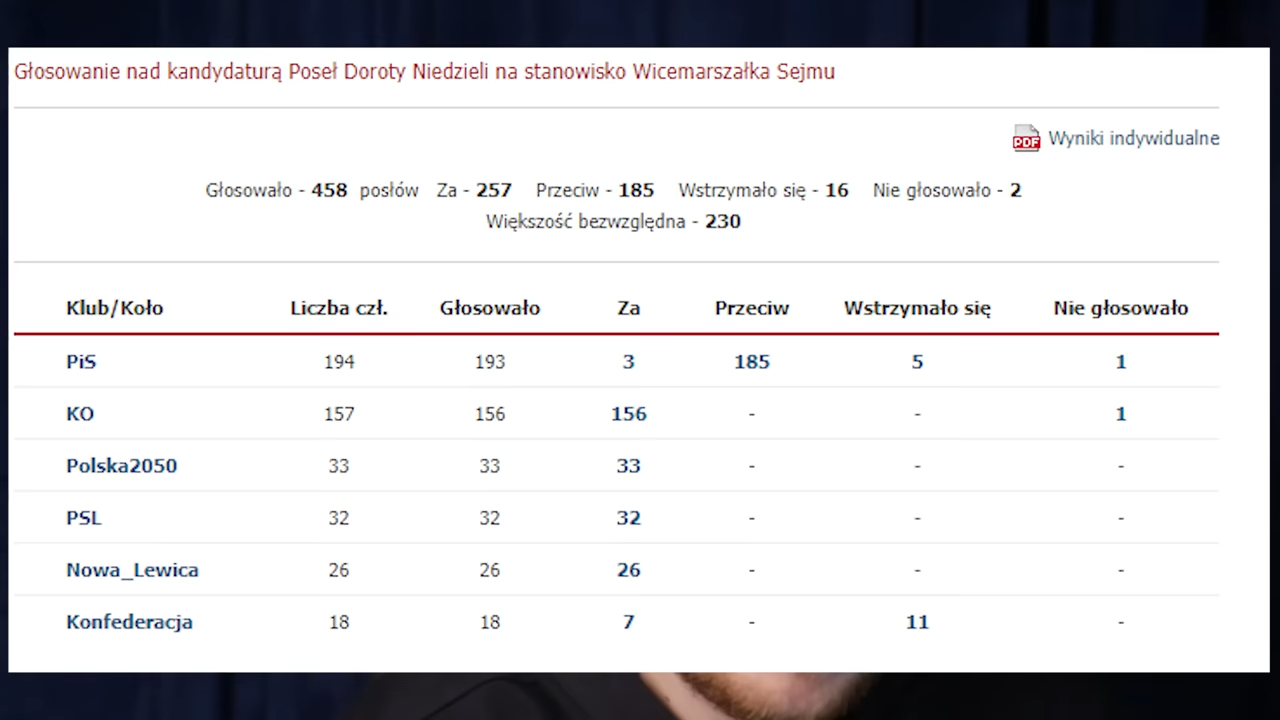 Głosowanie nad kandydaturą Poseł Doroty Niedzieli na stanowisko Wicemarszałka Sejmu
PDF Wyniki indywidualne
Głosowało - 458 posłów Za - 257 Przeciw - 185 Wstrzymało się - 16 Nie głosowało - 2
Większość bezwzględna - 230
Klub/Koło Liczba czł. Głosowało Za Przeciw Wstrzymało się Nie głosowało
PiS 194 193 3 185 5 1
KO 157 156 156 - - 1
Polska2050 33 33 33 - - -
PSL 32 32 32 - - -
Nowa_Lewica 26 26 26 - - -
Konfederacja 18 18 7 - 11 -